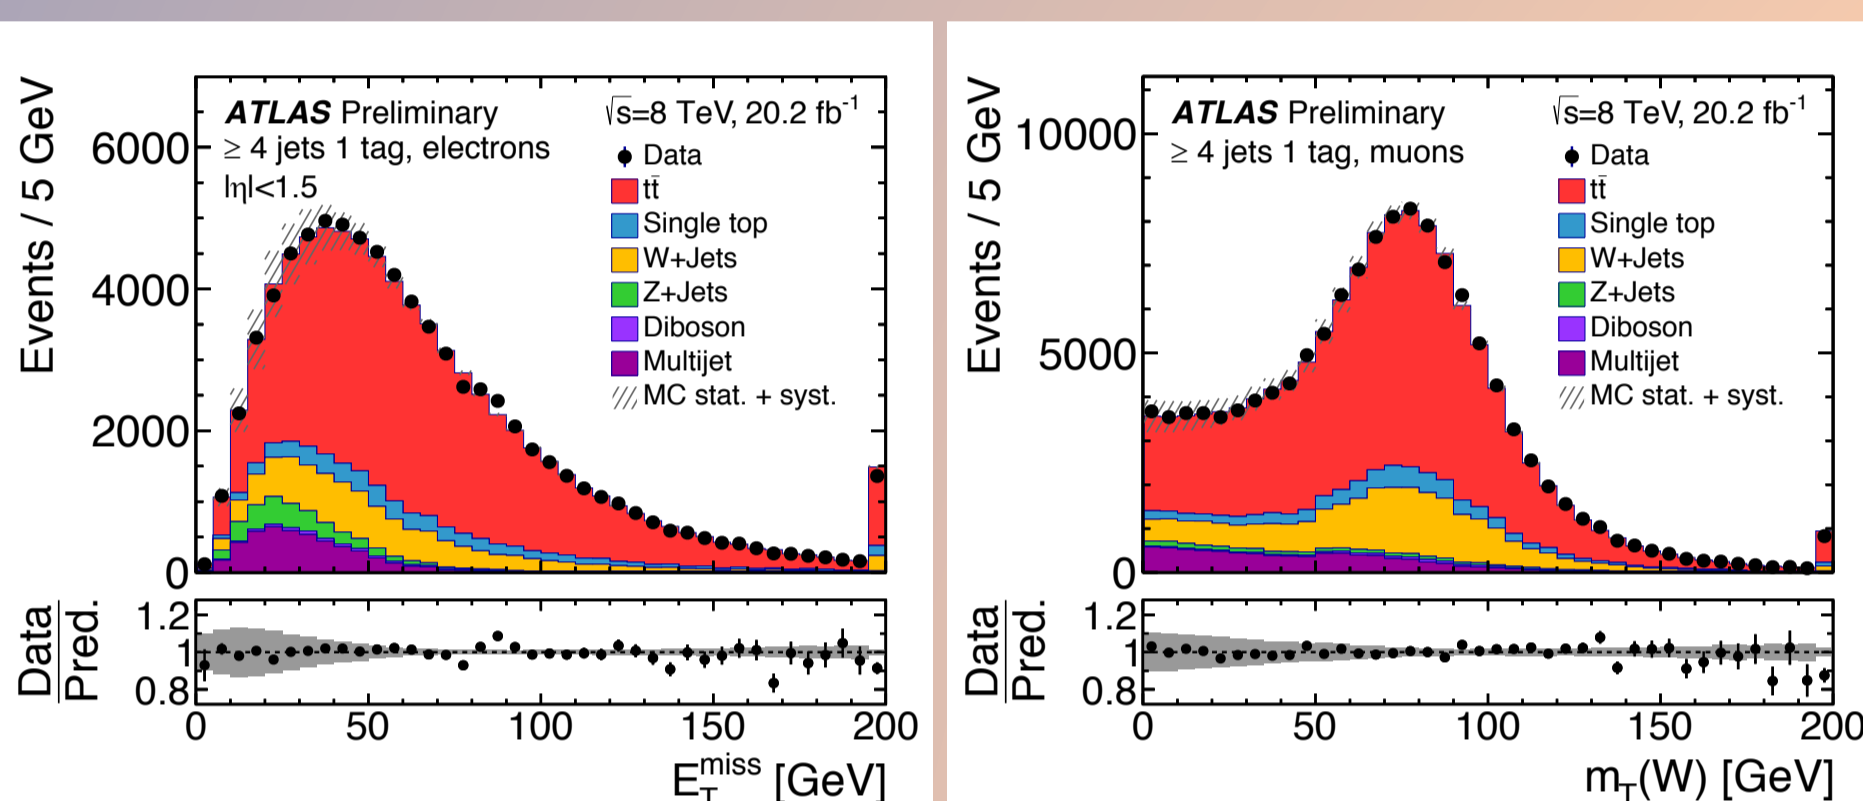 ATLAS Preliminary
√s=8 TeV, 20.2 fb⁻¹
≥ 4 jets 1 tag, electrons
|η|<1.5
Data
tt̄
Single top
W+Jets
Z+Jets
Diboson
Multijet
MC stat. + syst.
Events / 5 GeV
6000
4000
2000
0
Data
Pred.
1.2
1
0.8
0 50 100 150 200
E_T^miss [GeV]
ATLAS Preliminary
√s=8 TeV, 20.2 fb⁻¹
≥ 4 jets 1 tag, muons
Data
tt̄
Single top
W+Jets
Z+Jets
Diboson
Multijet
MC stat. + syst.
Events / 5 GeV
10000
5000
0
Data
Pred.
1.2
1
0.8
0 50 100 150 200
m_T(W) [GeV]